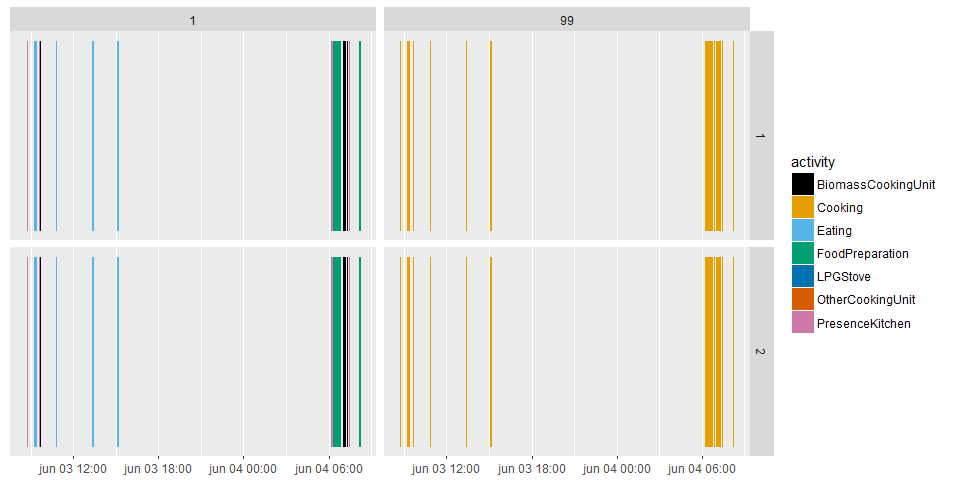 1
99
1
2
activity
BiomassCookingUnit
Cooking
Eating
FoodPreparation
LPGStove
OtherCookingUnit
PresenceKitchen
jun 03 12:00 jun 03 18:00 jun 04 00:00 jun 04 06:00
jun 03 12:00 jun 03 18:00 jun 04 00:00 jun 04 06:00